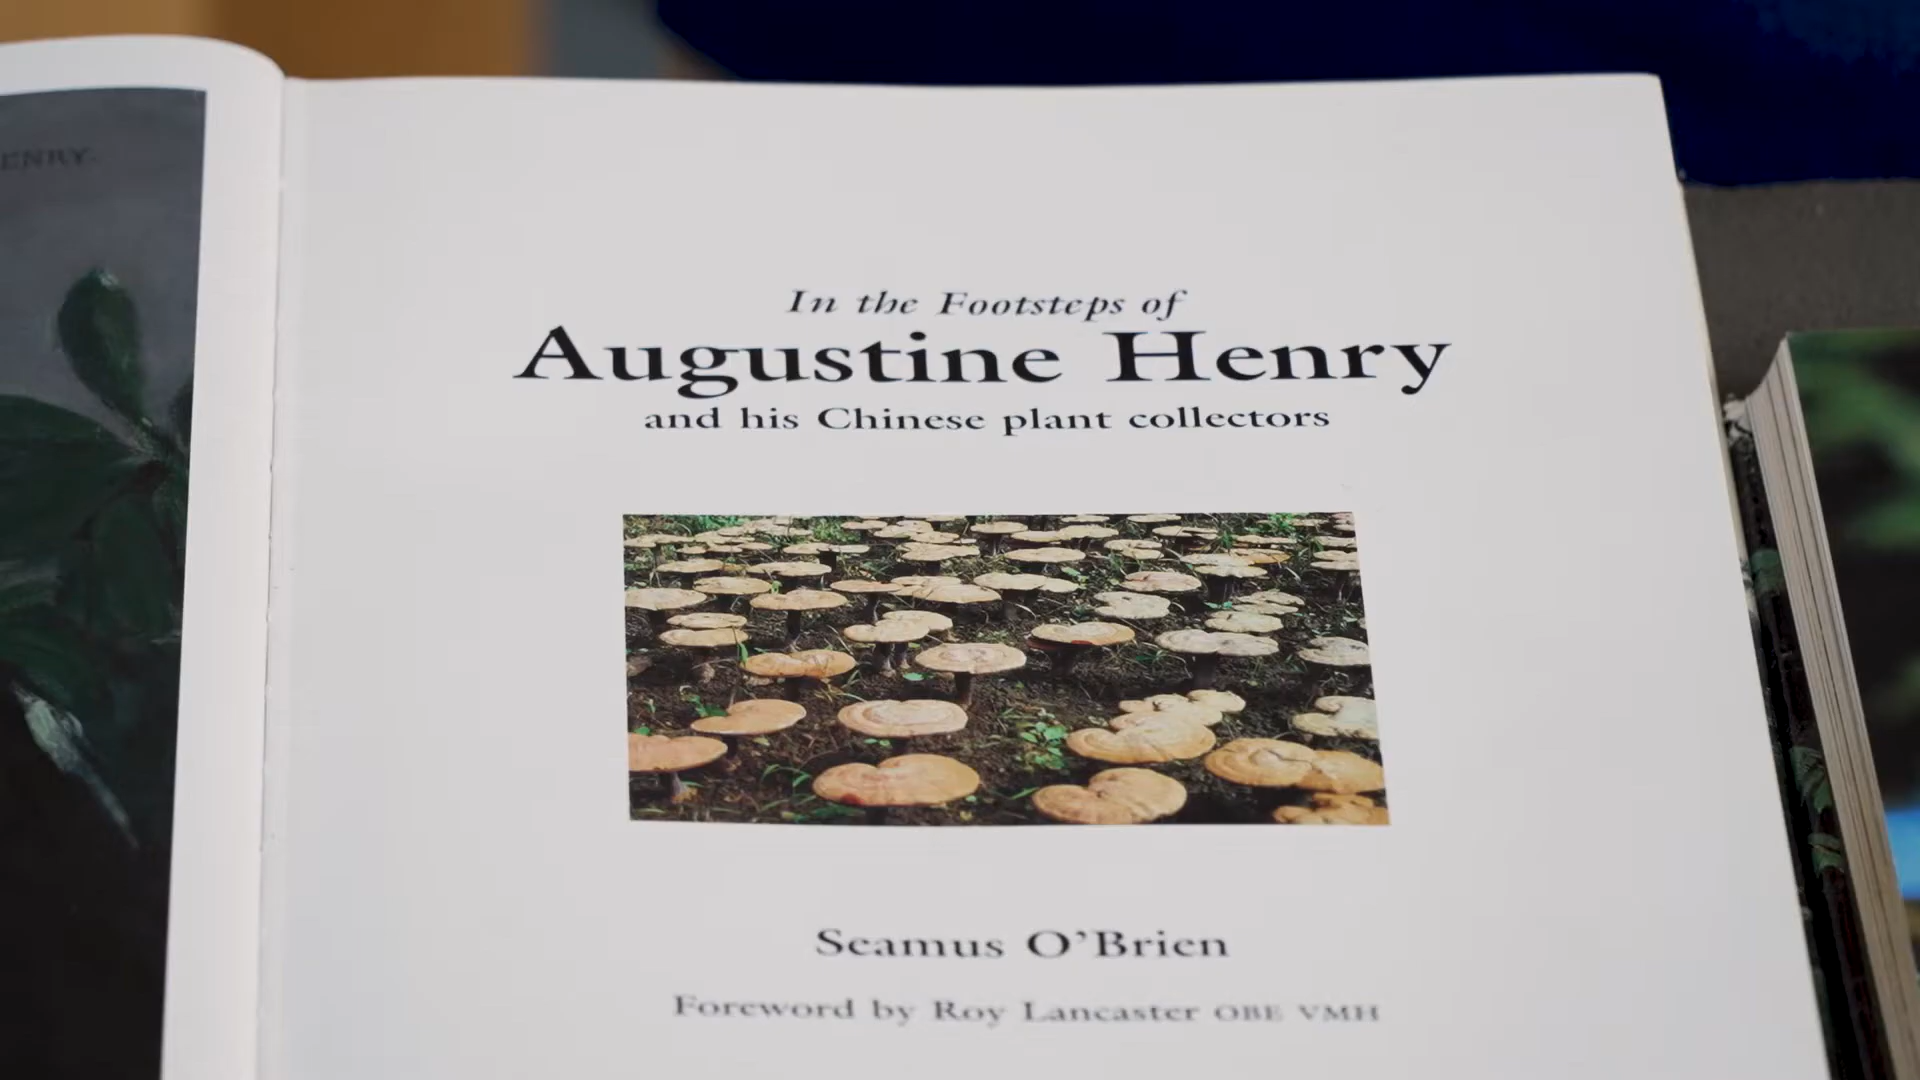 ENRY.
In the Footsteps of
Augustine Henry
and his Chinese plant collectors
Seamus O'Brien
Foreword by Roy Lancaster OBE VMH